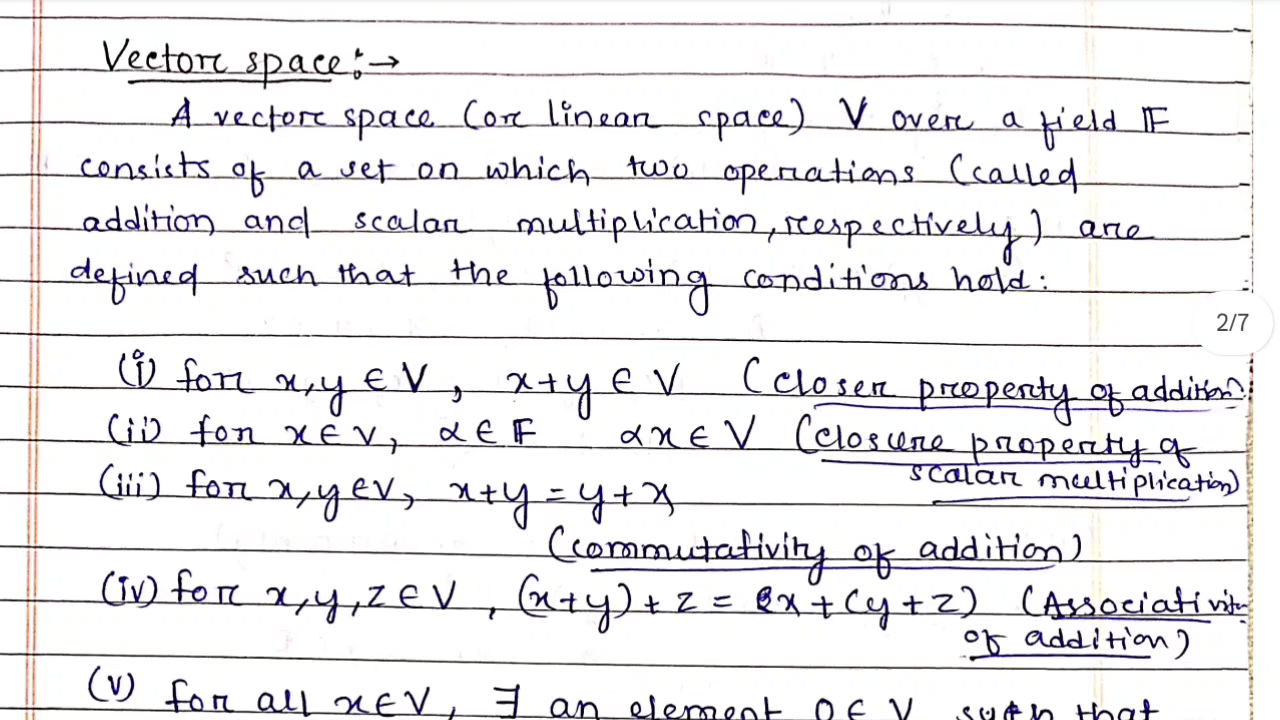 Vector space :→
A vector space (or linear space) V over a field 𝔽
consists of a set on which two operations (called
addition and scalar multiplication, respectively) are
defined such that the following conditions hold:
2/7
(i) for x, y ∈ V, x+y ∈ V (closer property of addition)
(ii) for x ∈ V, α ∈ 𝔽 αx ∈ V (closure property of
scalar multiplication)
(iii) for x, y ∈ V, x+y = y+x
(commutativity of addition)
(iv) for x, y, z ∈ V, (x+y)+z = x+(y+z) (Associativity
of addition)
(v) for all x ∈ V, ∃ an element 0 ∈ V such that